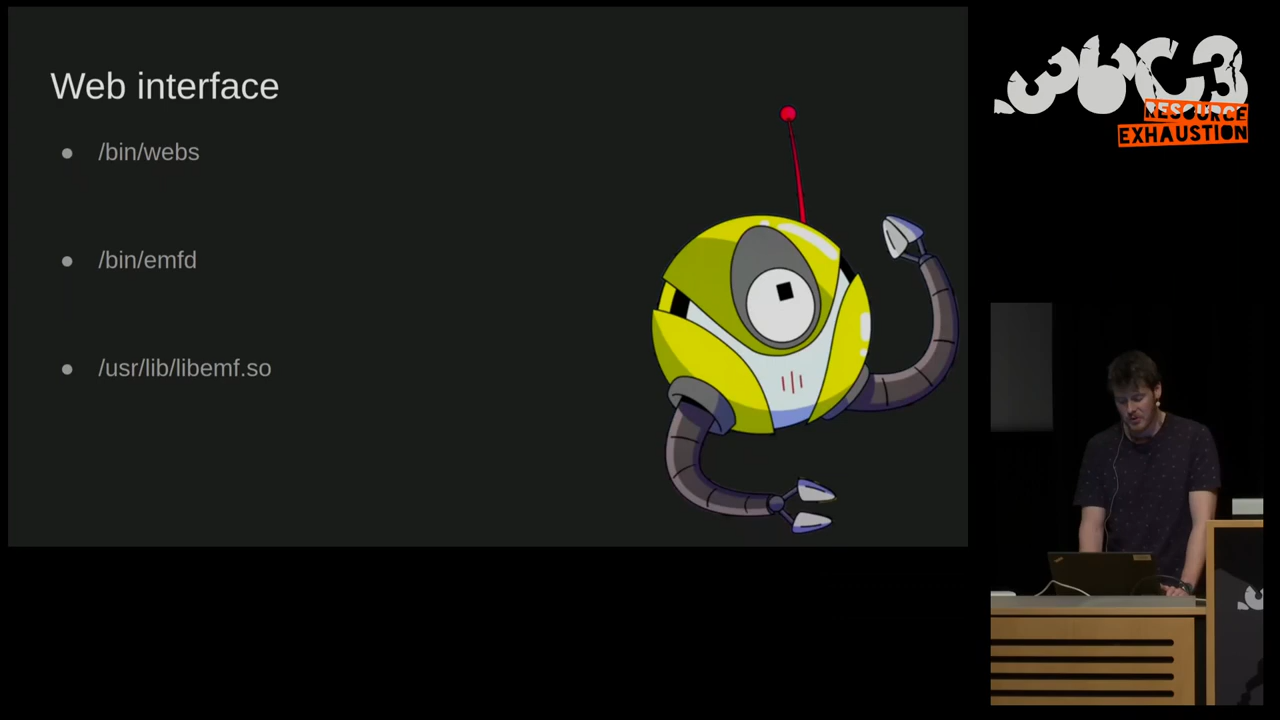 Web interface
/bin/webs
/bin/emfd
/usr/lib/libemf.so
36C3
RESOURCE
EXHAUSTION